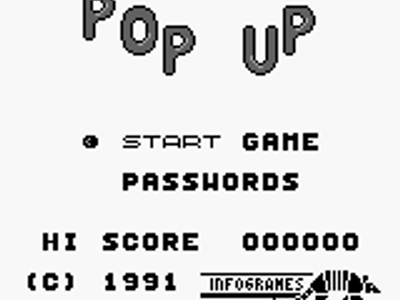 POP UP
START GAME
PASSWORDS
HI SCORE 000000
(C) 1991 INFOGRAMES